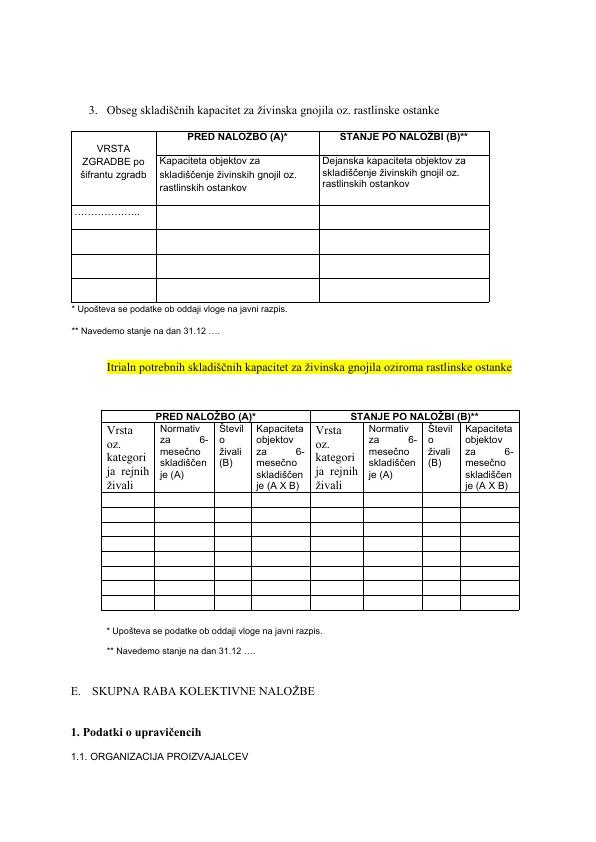 3. Obseg skladiščnih kapacitet za živinska gnojila oz. rastlinske ostanke
VRSTA
ZGRADBE po
šifrantu zgradb
PRED NALOŽBO (A)*
STANJE PO NALOŽBI (B)**
Kapaciteta objektov za
skladiščenje živinskih gnojil oz.
rastlinskih ostankov
Dejanska kapaciteta objektov za
skladiščenje živinskih gnojil oz.
rastlinskih ostankov
………………..
* Upošteva se podatke ob oddaji vloge na javni razpis.
** Navedemo stanje na dan 31.12 ….
Itrialn potrebnih skladiščnih kapacitet za živinska gnojila oziroma rastlinske ostanke
PRED NALOŽBO (A)*
STANJE PO NALOŽBI (B)**
Vrsta
oz.
kategori
ja rejnih
živali
Normativ
za 6-
mesečno
skladiščen
je (A)
Števil
o
živali
(B)
Kapaciteta
objektov
za 6-
mesečno
skladiščen
je (A X B)
Vrsta
oz.
kategori
ja rejnih
živali
Normativ
za 6-
mesečno
skladiščen
je (A)
Števil
o
živali
(B)
Kapaciteta
objektov
za 6-
mesečno
skladiščen
je (A X B)
* Upošteva se podatke ob oddaji vloge na javni razpis.
** Navedemo stanje na dan 31.12 ….
E. SKUPNA RABA KOLEKTIVNE NALOŽBE
1. Podatki o upravičencih
1.1. ORGANIZACIJA PROIZVAJALCEV